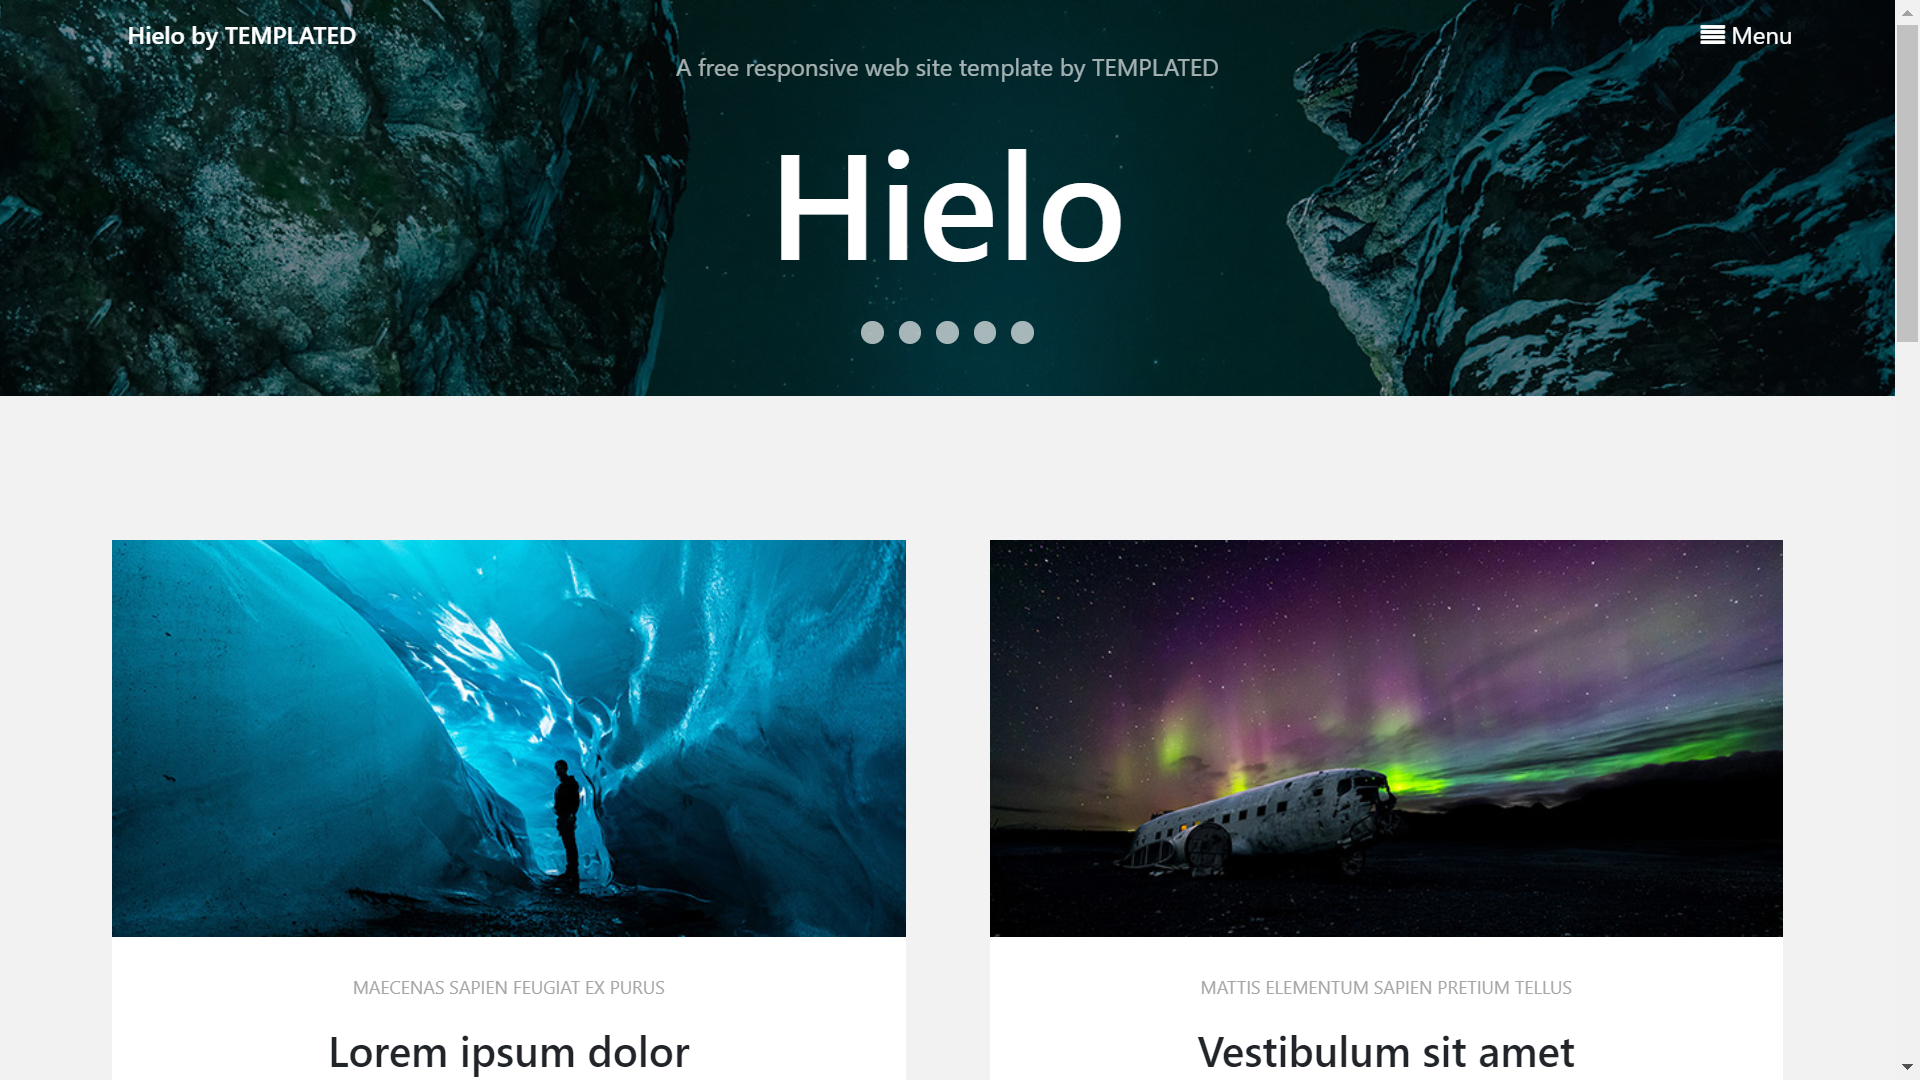 Hielo by TEMPLATED
Menu
A free responsive web site template by TEMPLATED
Hielo
MAECENAS SAPIEN FEUGIAT EX PURUS
Lorem ipsum dolor
MATTIS ELEMENTUM SAPIEN PRETIUM TELLUS
Vestibulum sit amet